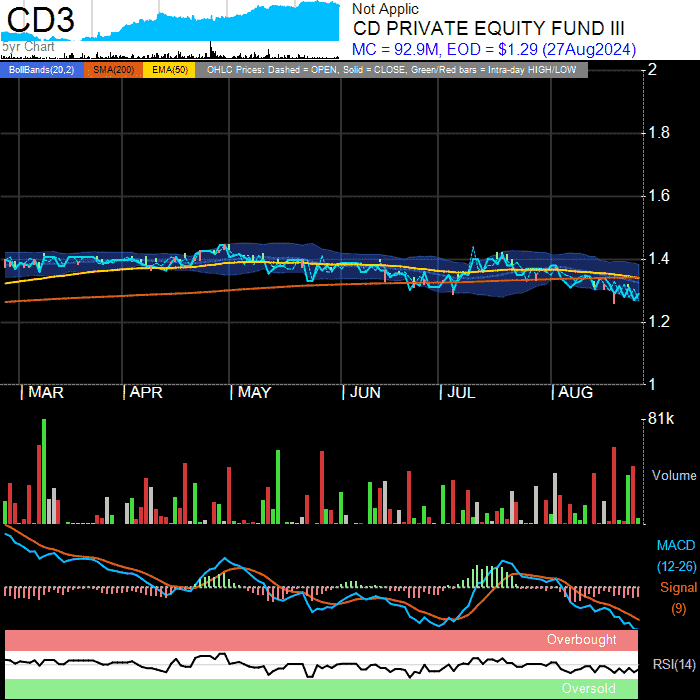 CD3
5yr Chart
Not Applic
CD PRIVATE EQUITY FUND III
MC = 92.9M, EOD = $1.29 (27Aug2024)
BollBands(20,2) SMA(200) EMA(50) OHLC Prices: Dashed = OPEN, Solid = CLOSE, Green/Red bars = Intra-day HIGH/LOW
2
1.8
1.6
1.4
1.2
1
MAR APR MAY JUN JUL AUG
81k
Volume
MACD
(12-26)
Signal
(9)
Overbought
RSI(14)
Oversold